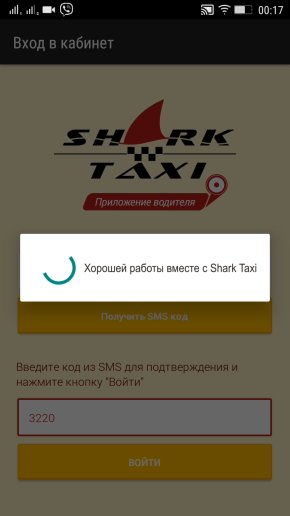 00:17
Вход в кабинет
SHARK
TAXI
Приложение водителя
Хорошей работы вместе с Shark Taxi
Получить SMS код
Введите код из SMS для подтверждения и
нажмите кнопку "Войти"
3220
ВОЙТИ